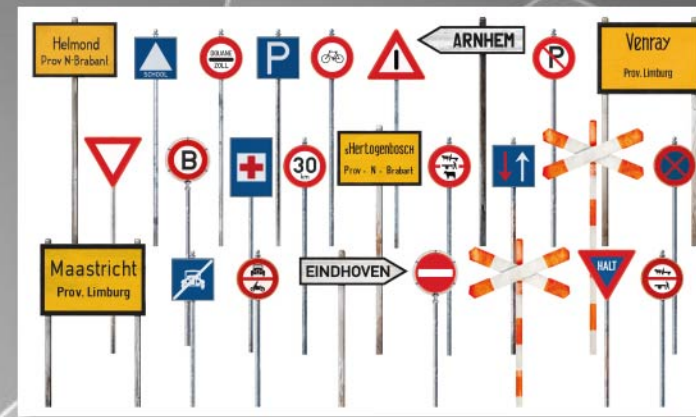 Helmond
Prov N-Brabant
SCHOOL
DOUANE
ZOLL
P
ARNHEM
P
Venray
Prov. Limburg
B
30
km
sHertogenbosch
Prov. N. Brabant
Maastricht
Prov. Limburg
EINDHOVEN
HALT